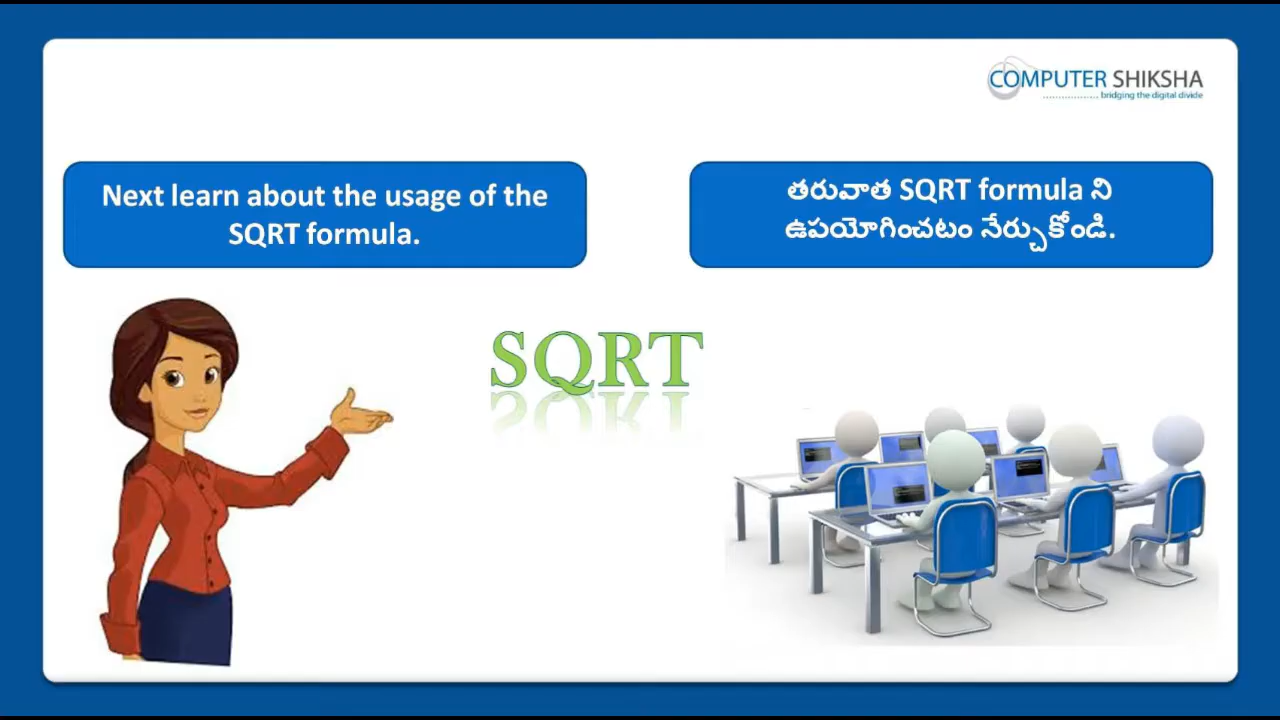 COMPUTER SHIKSHA
bridging the digital divide
Next learn about the usage of the
SQRT formula.
తరువాత SQRT formula ని
ఉపయోగించటం నేర్చుకోండి.
SQRT